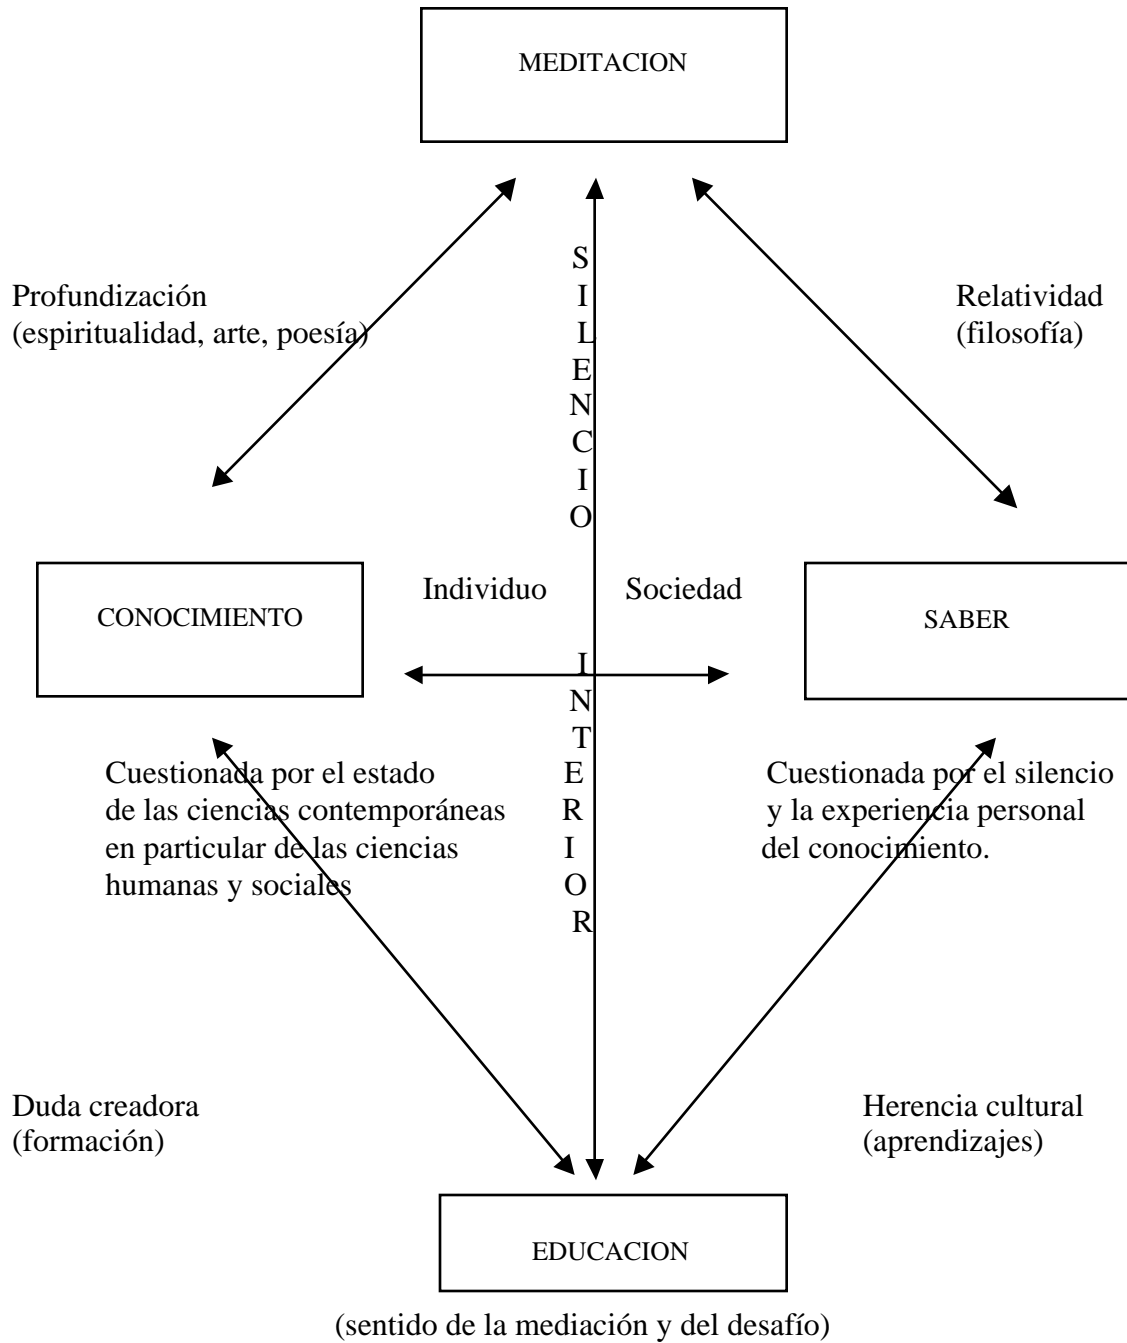 MEDITACION
SILENCIO
Profundización
(espiritualidad, arte, poesía)
Relatividad
(filosofía)
Individuo
Sociedad
CONOCIMIENTO
SABER
INTERIOR
Cuestionada por el estado
de las ciencias contemporáneas
en particular de las ciencias
humanas y sociales
Cuestionada por el silencio
y la experiencia personal
del conocimiento.
Duda creadora
(formación)
Herencia cultural
(aprendizajes)
EDUCACION
(sentido de la mediación y del desafío)